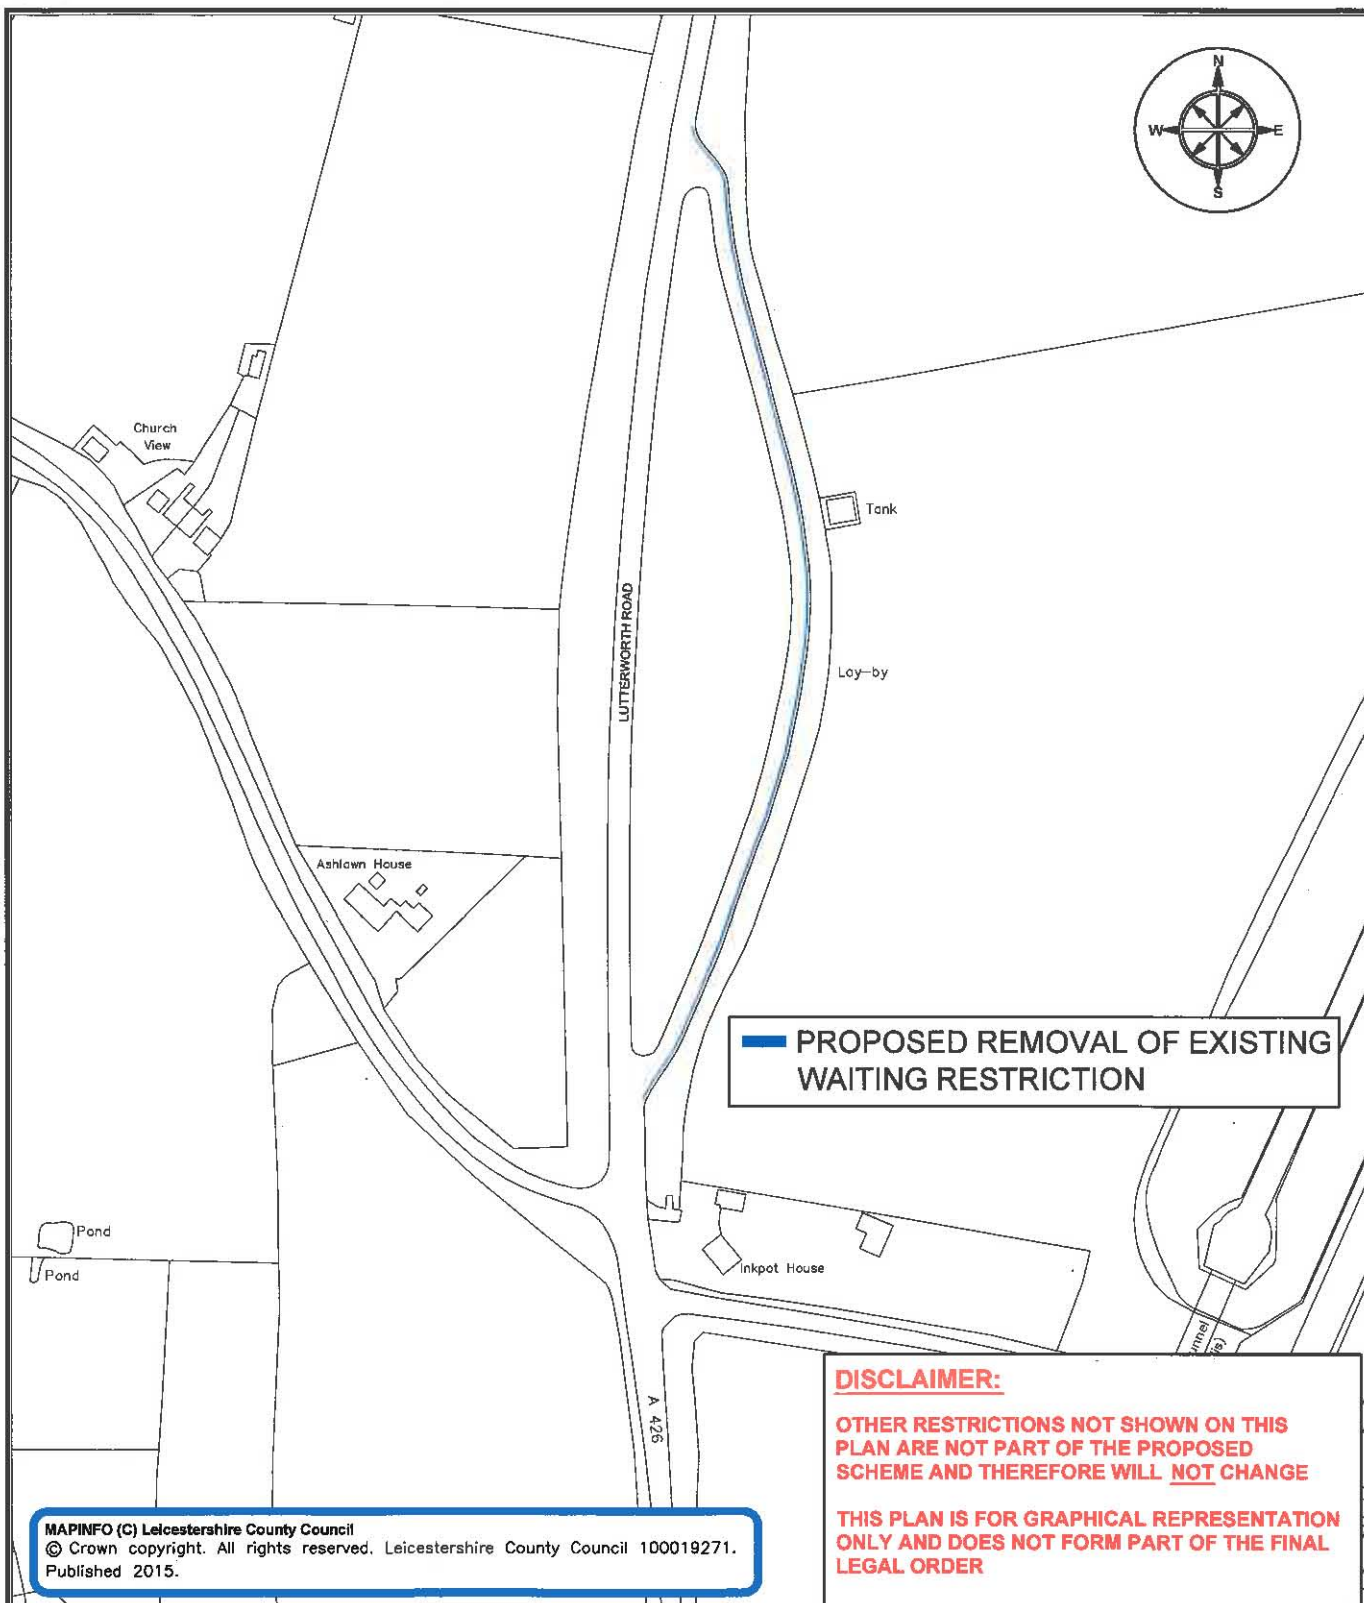 N
W E
S
Church
View
Tank
LUTTERWORTH ROAD
Lay-by
Ashlawn House
PROPOSED REMOVAL OF EXISTING
WAITING RESTRICTION
Pond
Pond
Inkpot House
A 426
DISCLAIMER:
OTHER RESTRICTIONS NOT SHOWN ON THIS
PLAN ARE NOT PART OF THE PROPOSED
SCHEME AND THEREFORE WILL NOT CHANGE
THIS PLAN IS FOR GRAPHICAL REPRESENTATION
ONLY AND DOES NOT FORM PART OF THE FINAL
LEGAL ORDER
MAPINFO (C) Leicestershire County Council
© Crown copyright. All rights reserved. Leicestershire County Council 100019271.
Published 2015.